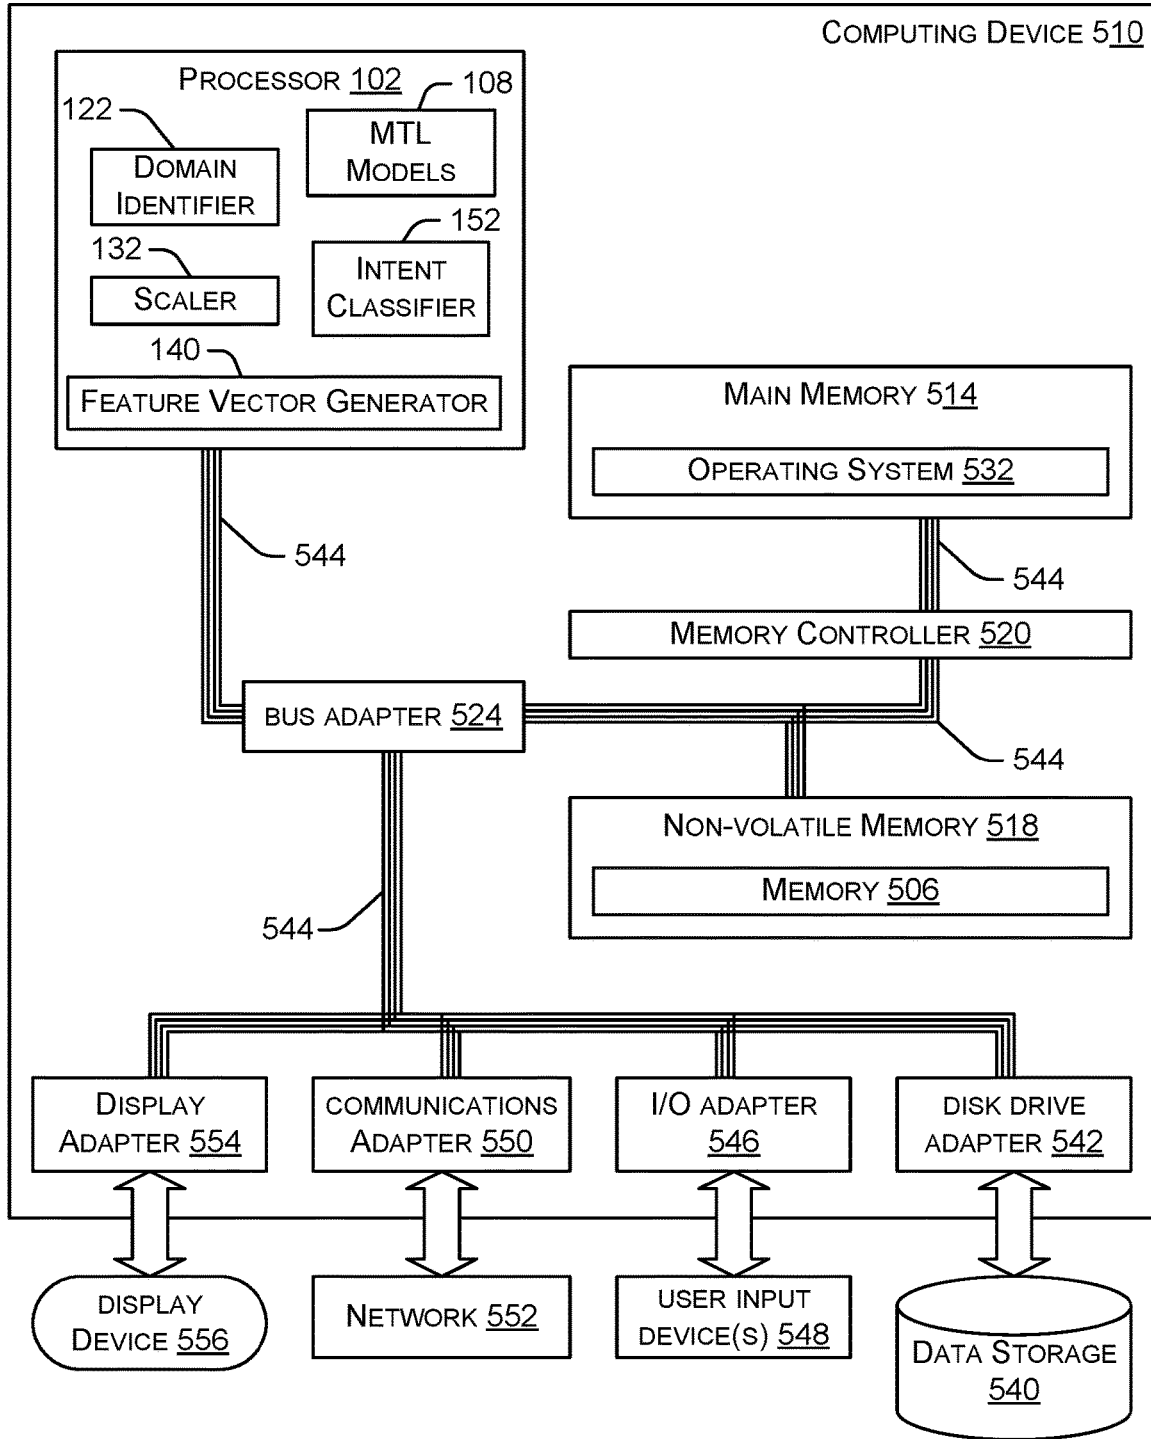 COMPUTING DEVICE 510
PROCESSOR 102
108
122
MTL
MODELS
DOMAIN
IDENTIFIER
152
132
INTENT
CLASSIFIER
SCALER
140
FEATURE VECTOR GENERATOR
MAIN MEMORY 514
OPERATING SYSTEM 532
544
544
MEMORY CONTROLLER 520
BUS ADAPTER 524
544
NON-VOLATILE MEMORY 518
MEMORY 506
544
DISPLAY
ADAPTER 554
COMMUNICATIONS
ADAPTER 550
I/O ADAPTER
546
DISK DRIVE
ADAPTER 542
DISPLAY
DEVICE 556
NETWORK 552
USER INPUT
DEVICE(S) 548
DATA STORAGE
540